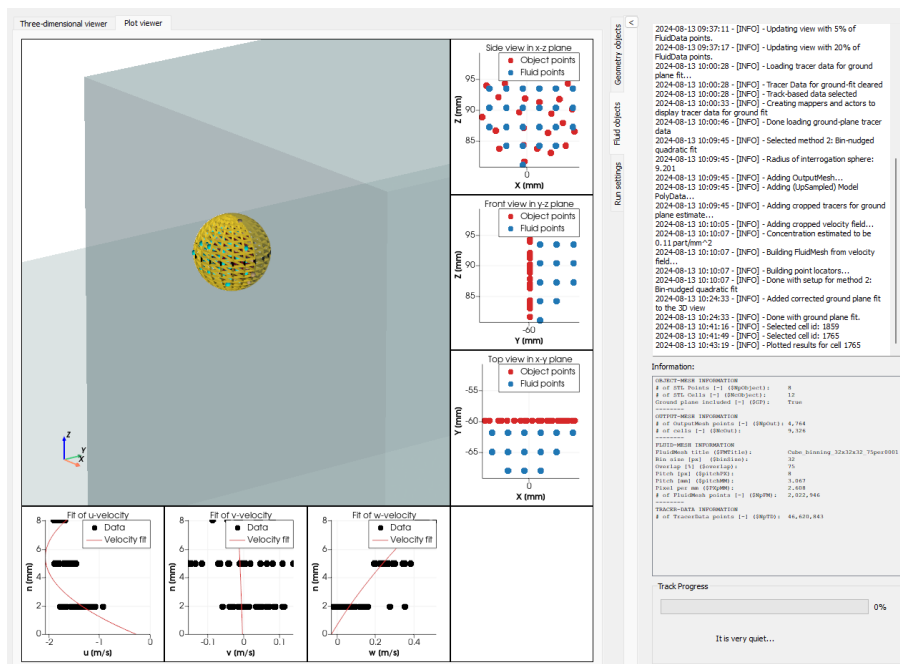 Three-dimensional viewer
Plot viewer
Side view in x-z plane
Object points
Fluid points
95
90
85
Z (mm)
0
X (mm)
Front view in y-z plane
Object points
Fluid points
95
90
85
Z (mm)
-60
Y (mm)
Top view in x-y plane
Object points
Fluid points
-55
-60
-55
Y (mm)
0
X (mm)
Z
Y
X
Fit of u-velocity
Data
Velocity fit
8
6
4
2
0
n (mm)
-2
-1
0
u (m/s)
Fit of v-velocity
Data
Velocity fit
8
6
4
2
0
n (mm)
-0.1
0
0.1
v (m/s)
Fit of w-velocity
Data
Velocity fit
8
6
4
2
0
n (mm)
0
0.2
0.4
w (m/s)
Geometry objects
Fluid objects
Run settings
<
2024-08-13 09:37:11 - [INFO] - Updating view with 5% of
FluidData points.
2024-08-13 09:37:17 - [INFO] - Updating view with 20% of
FluidData points.
2024-08-13 10:00:28 - [INFO] - Loading tracer data for ground
plane fit...
2024-08-13 10:00:28 - [INFO] - Tracer Data for ground-fit cleared
2024-08-13 10:00:28 - [INFO] - Track-based data selected
2024-08-13 10:00:33 - [INFO] - Creating mappers and actors to
display tracer data for ground fit
2024-08-13 10:00:46 - [INFO] - Done loading ground-plane tracer
data
2024-08-13 10:09:45 - [INFO] - Selected method 2: Bin-nudged
quadratic fit
2024-08-13 10:09:45 - [INFO] - Radius of interrogation sphere:
9.201
2024-08-13 10:09:45 - [INFO] - Adding OutputMesh...
2024-08-13 10:09:45 - [INFO] - Adding (UpSampled) Model
PolyData...
2024-08-13 10:09:45 - [INFO] - Adding cropped tracers for ground
plane estimate...
2024-08-13 10:10:05 - [INFO] - Adding cropped velocity field...
2024-08-13 10:10:07 - [INFO] - Concentration estimated to be
0.11 part/mm^2
2024-08-13 10:10:07 - [INFO] - Building FluidMesh from velocity
field...
2024-08-13 10:10:07 - [INFO] - Building point locators...
2024-08-13 10:10:07 - [INFO] - Done with setup for method 2:
Bin-nudged quadratic fit
2024-08-13 10:24:33 - [INFO] - Added corrected ground plane fit
to the 3D view
2024-08-13 10:24:33 - [INFO] - Done with ground plane fit.
2024-08-13 10:41:16 - [INFO] - Selected cell id: 1859
2024-08-13 10:41:49 - [INFO] - Selected cell id: 1765
2024-08-13 10:43:19 - [INFO] - Plotted results for cell 1765
Information:
OBJECT-MESH INFORMATION
# of STL Points [-] ($NpObject): 8
# of STL Cells [-] ($NcObject): 12
Ground plane included [-] ($GP): True
--------
OUTPUT-MESH INFORMATION
# of OutputMesh points [-] ($NpOut): 4,764
# of cells [-] ($NcOut): 9,326
--------
FLUID-MESH INFORMATION
FluidMesh title ($FMTitle): Cube_binning_32x32x32_75per0001
Bin size [px] ($binSize): 32
Overlap [%] ($overlap): 75
Pitch [px] ($pitchPX): 8
Pitch [mm] ($pitchMM): 3.067
Pixel per mm ($PXpMM): 2.608
# of FluidMesh points [-] ($NpFM): 2,022,946
--------
TRACER-DATA INFORMATION
# of TracerData points [-] ($NpTD): 46,620,843
Track Progress
0%
It is very quiet...